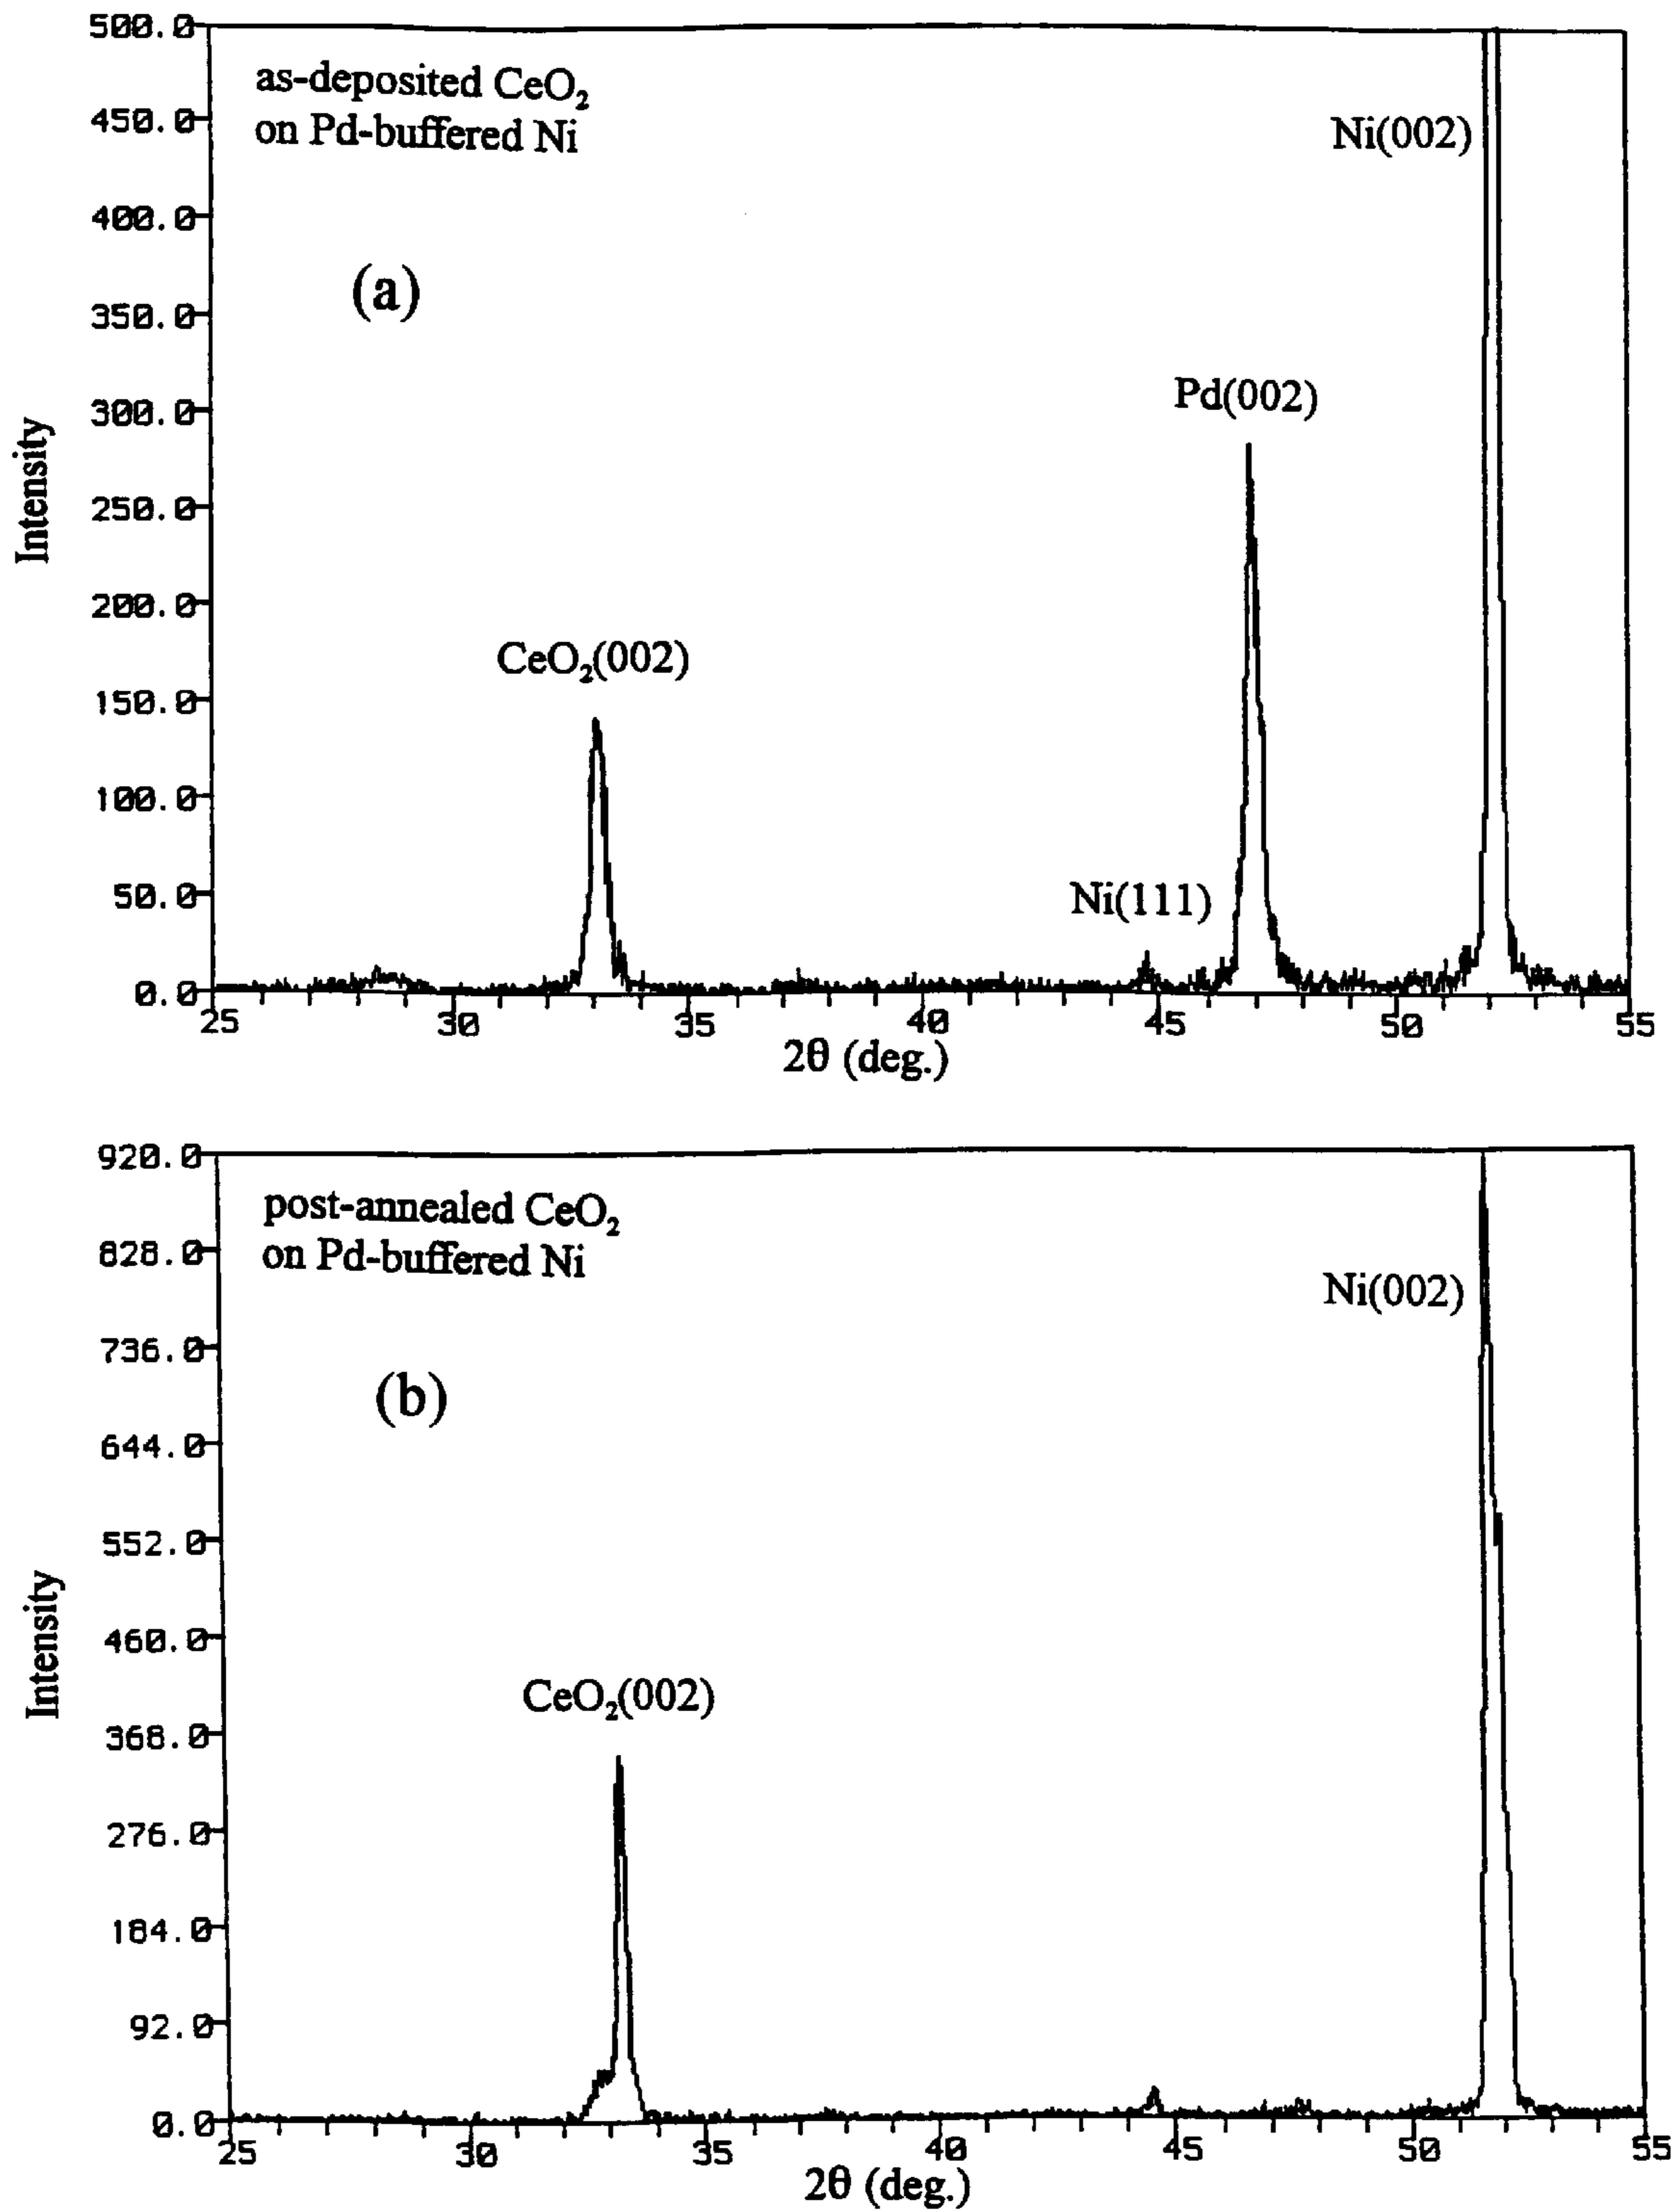 500.0
as-deposited CeO₂
on Pd-buffered Ni
450.0
Ni(002)
400.0
(a)
350.0
Pd(002)
300.0
Intensity
250.0
200.0
CeO₂(002)
150.0
100.0
Ni(111)
50.0
0.0
25 30 35 40 45 50 55
2θ (deg.)
920.0
post-annealed CeO₂
on Pd-buffered Ni
828.0
Ni(002)
736.0
(b)
644.0
552.0
Intensity
460.0
CeO₂(002)
368.0
276.0
184.0
92.0
0.0
25 30 35 40 45 50 55
2θ (deg.)